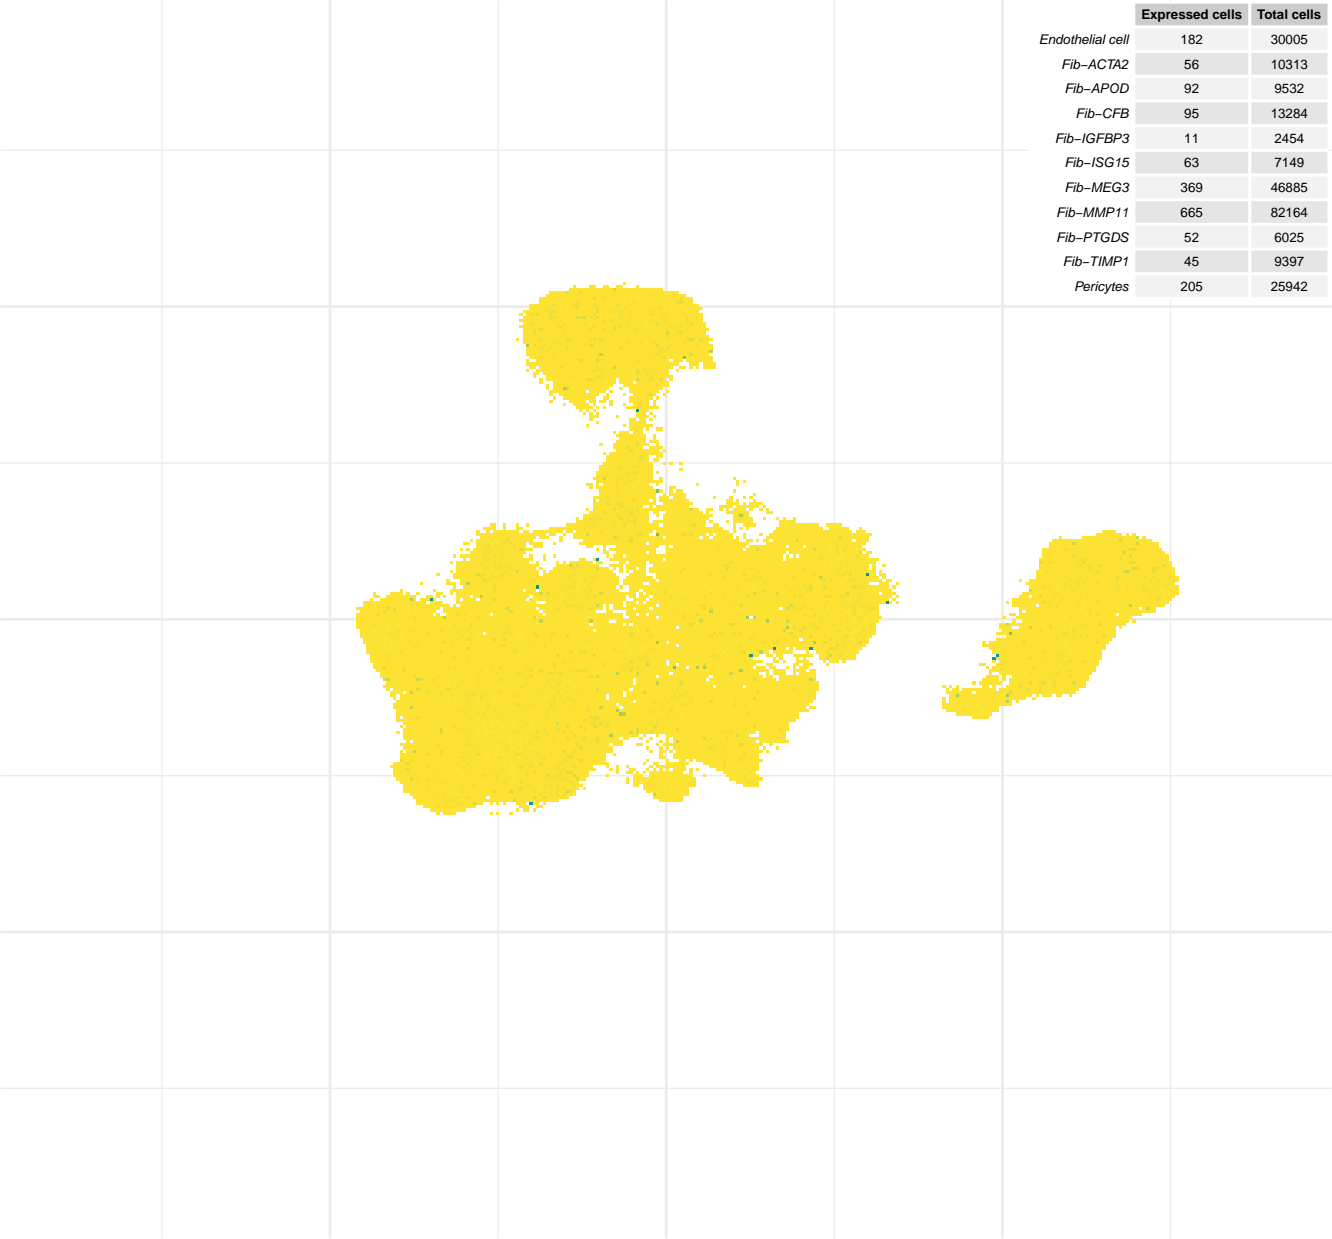 Expressed cells Total cells
Endothelial cell 182 30005
Fib−ACTA2 56 10313
Fib−APOD 92 9532
Fib−CFB 95 13284
Fib−IGFBP3 11 2454
Fib−ISG15 63 7149
Fib−MEG3 369 46885
Fib−MMP11 665 82164
Fib−PTGDS 52 6025
Fib−TIMP1 45 9397
Pericytes 205 25942